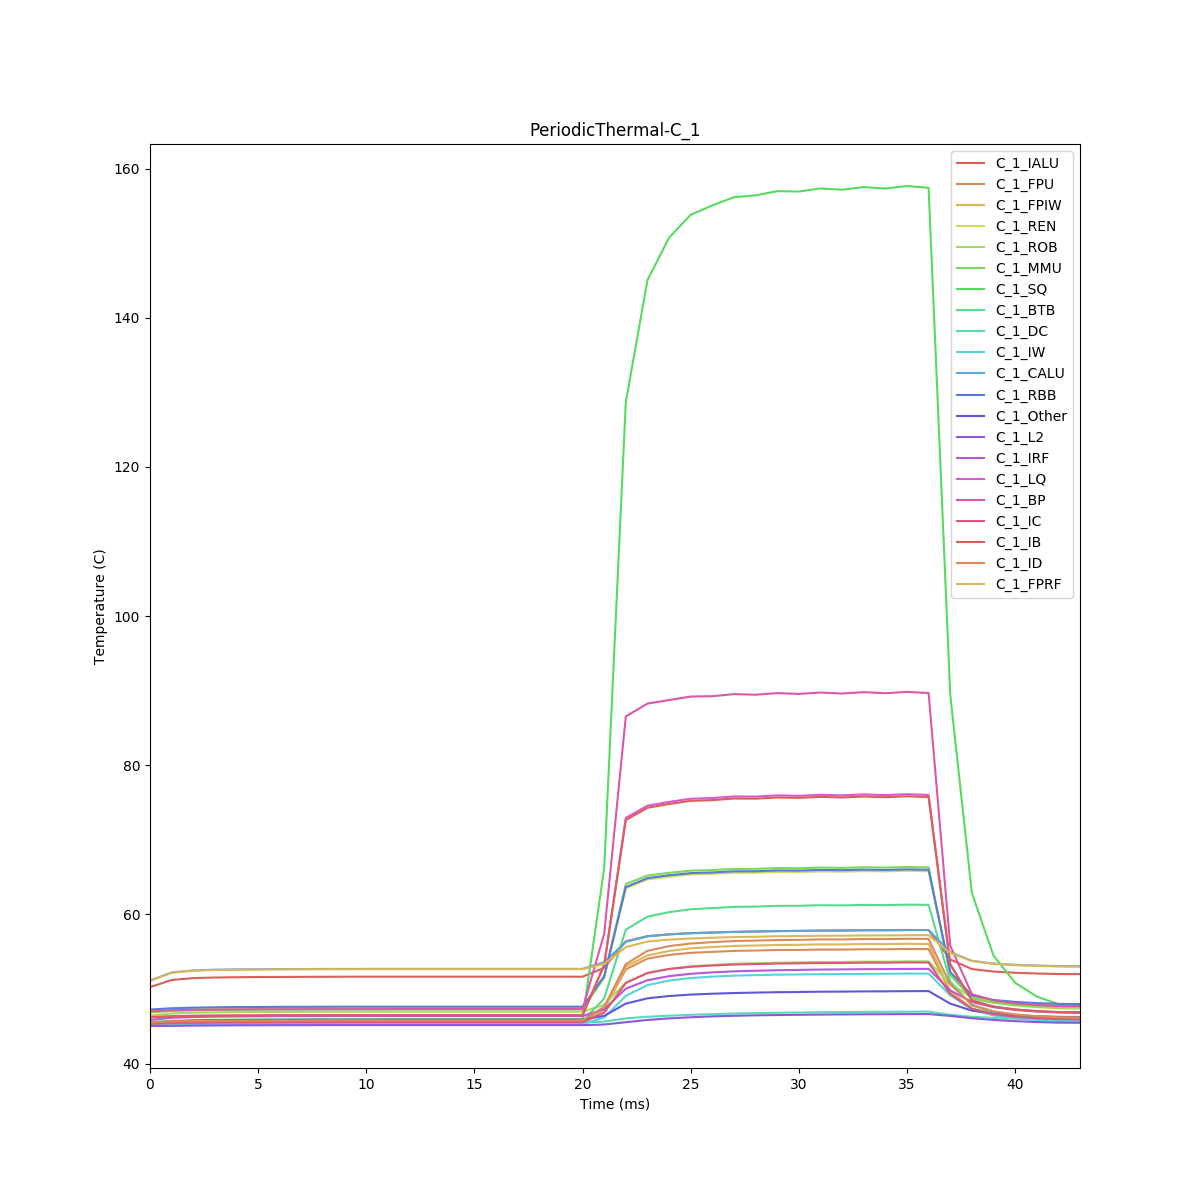 PeriodicThermal-C_1
160
140
120
100
80
60
40
Temperature (C)
0 5 10 15 20 25 30 35 40
Time (ms)
C_1_IALU
C_1_FPU
C_1_FPIW
C_1_REN
C_1_ROB
C_1_MMU
C_1_SQ
C_1_BTB
C_1_DC
C_1_IW
C_1_CALU
C_1_RBB
C_1_Other
C_1_L2
C_1_IRF
C_1_LQ
C_1_BP
C_1_IC
C_1_IB
C_1_ID
C_1_FPRF